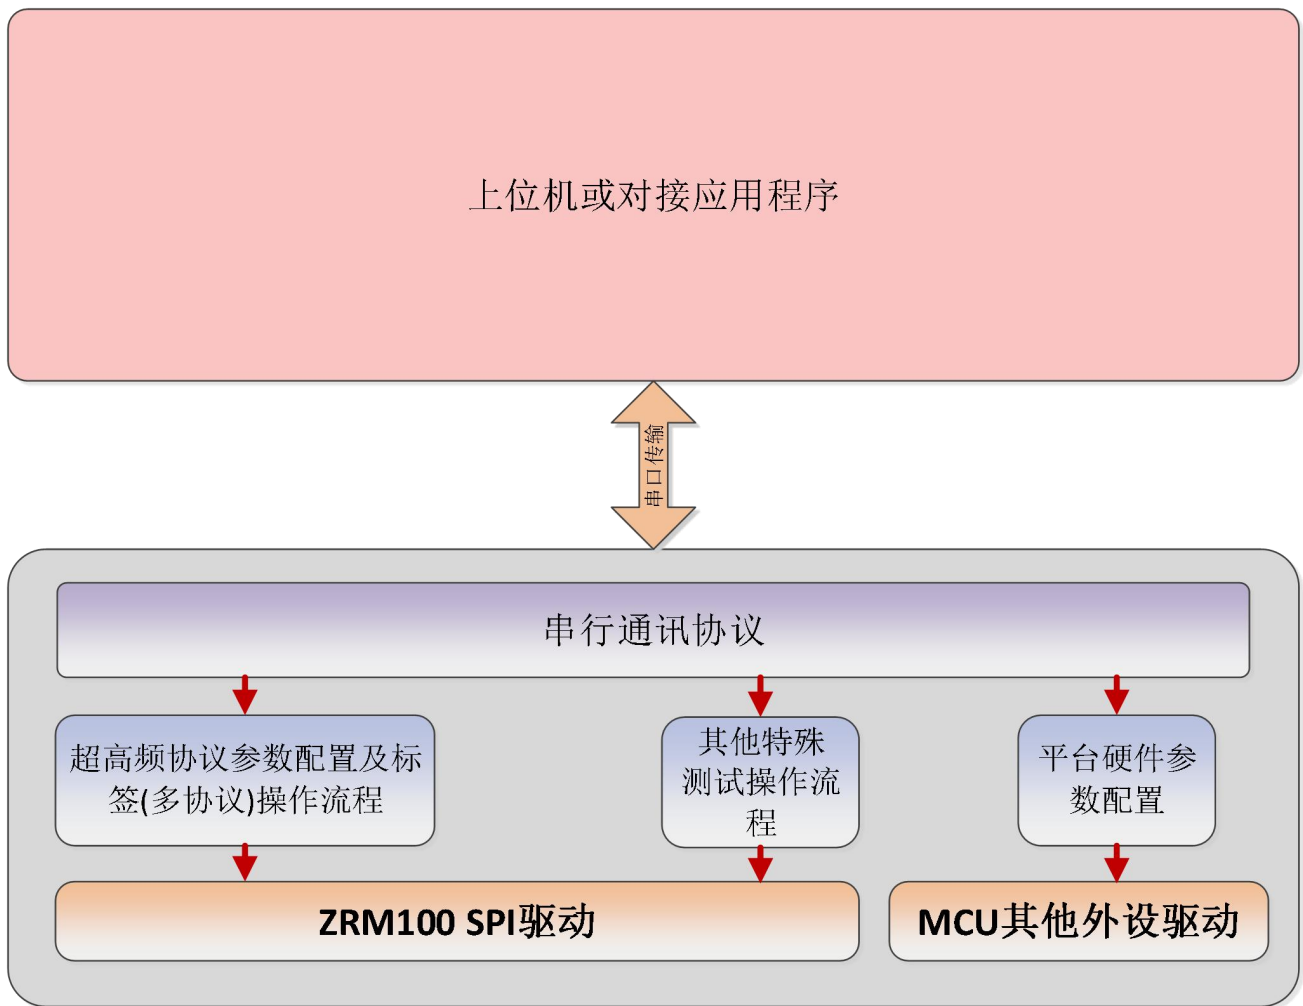 上位机或对接应用程序
串口传输
串行通讯协议
超高频协议参数配置及标
签(多协议)操作流程
其他特殊
测试操作流
程
平台硬件参
数配置
ZRM100 SPI驱动
MCU其他外设驱动